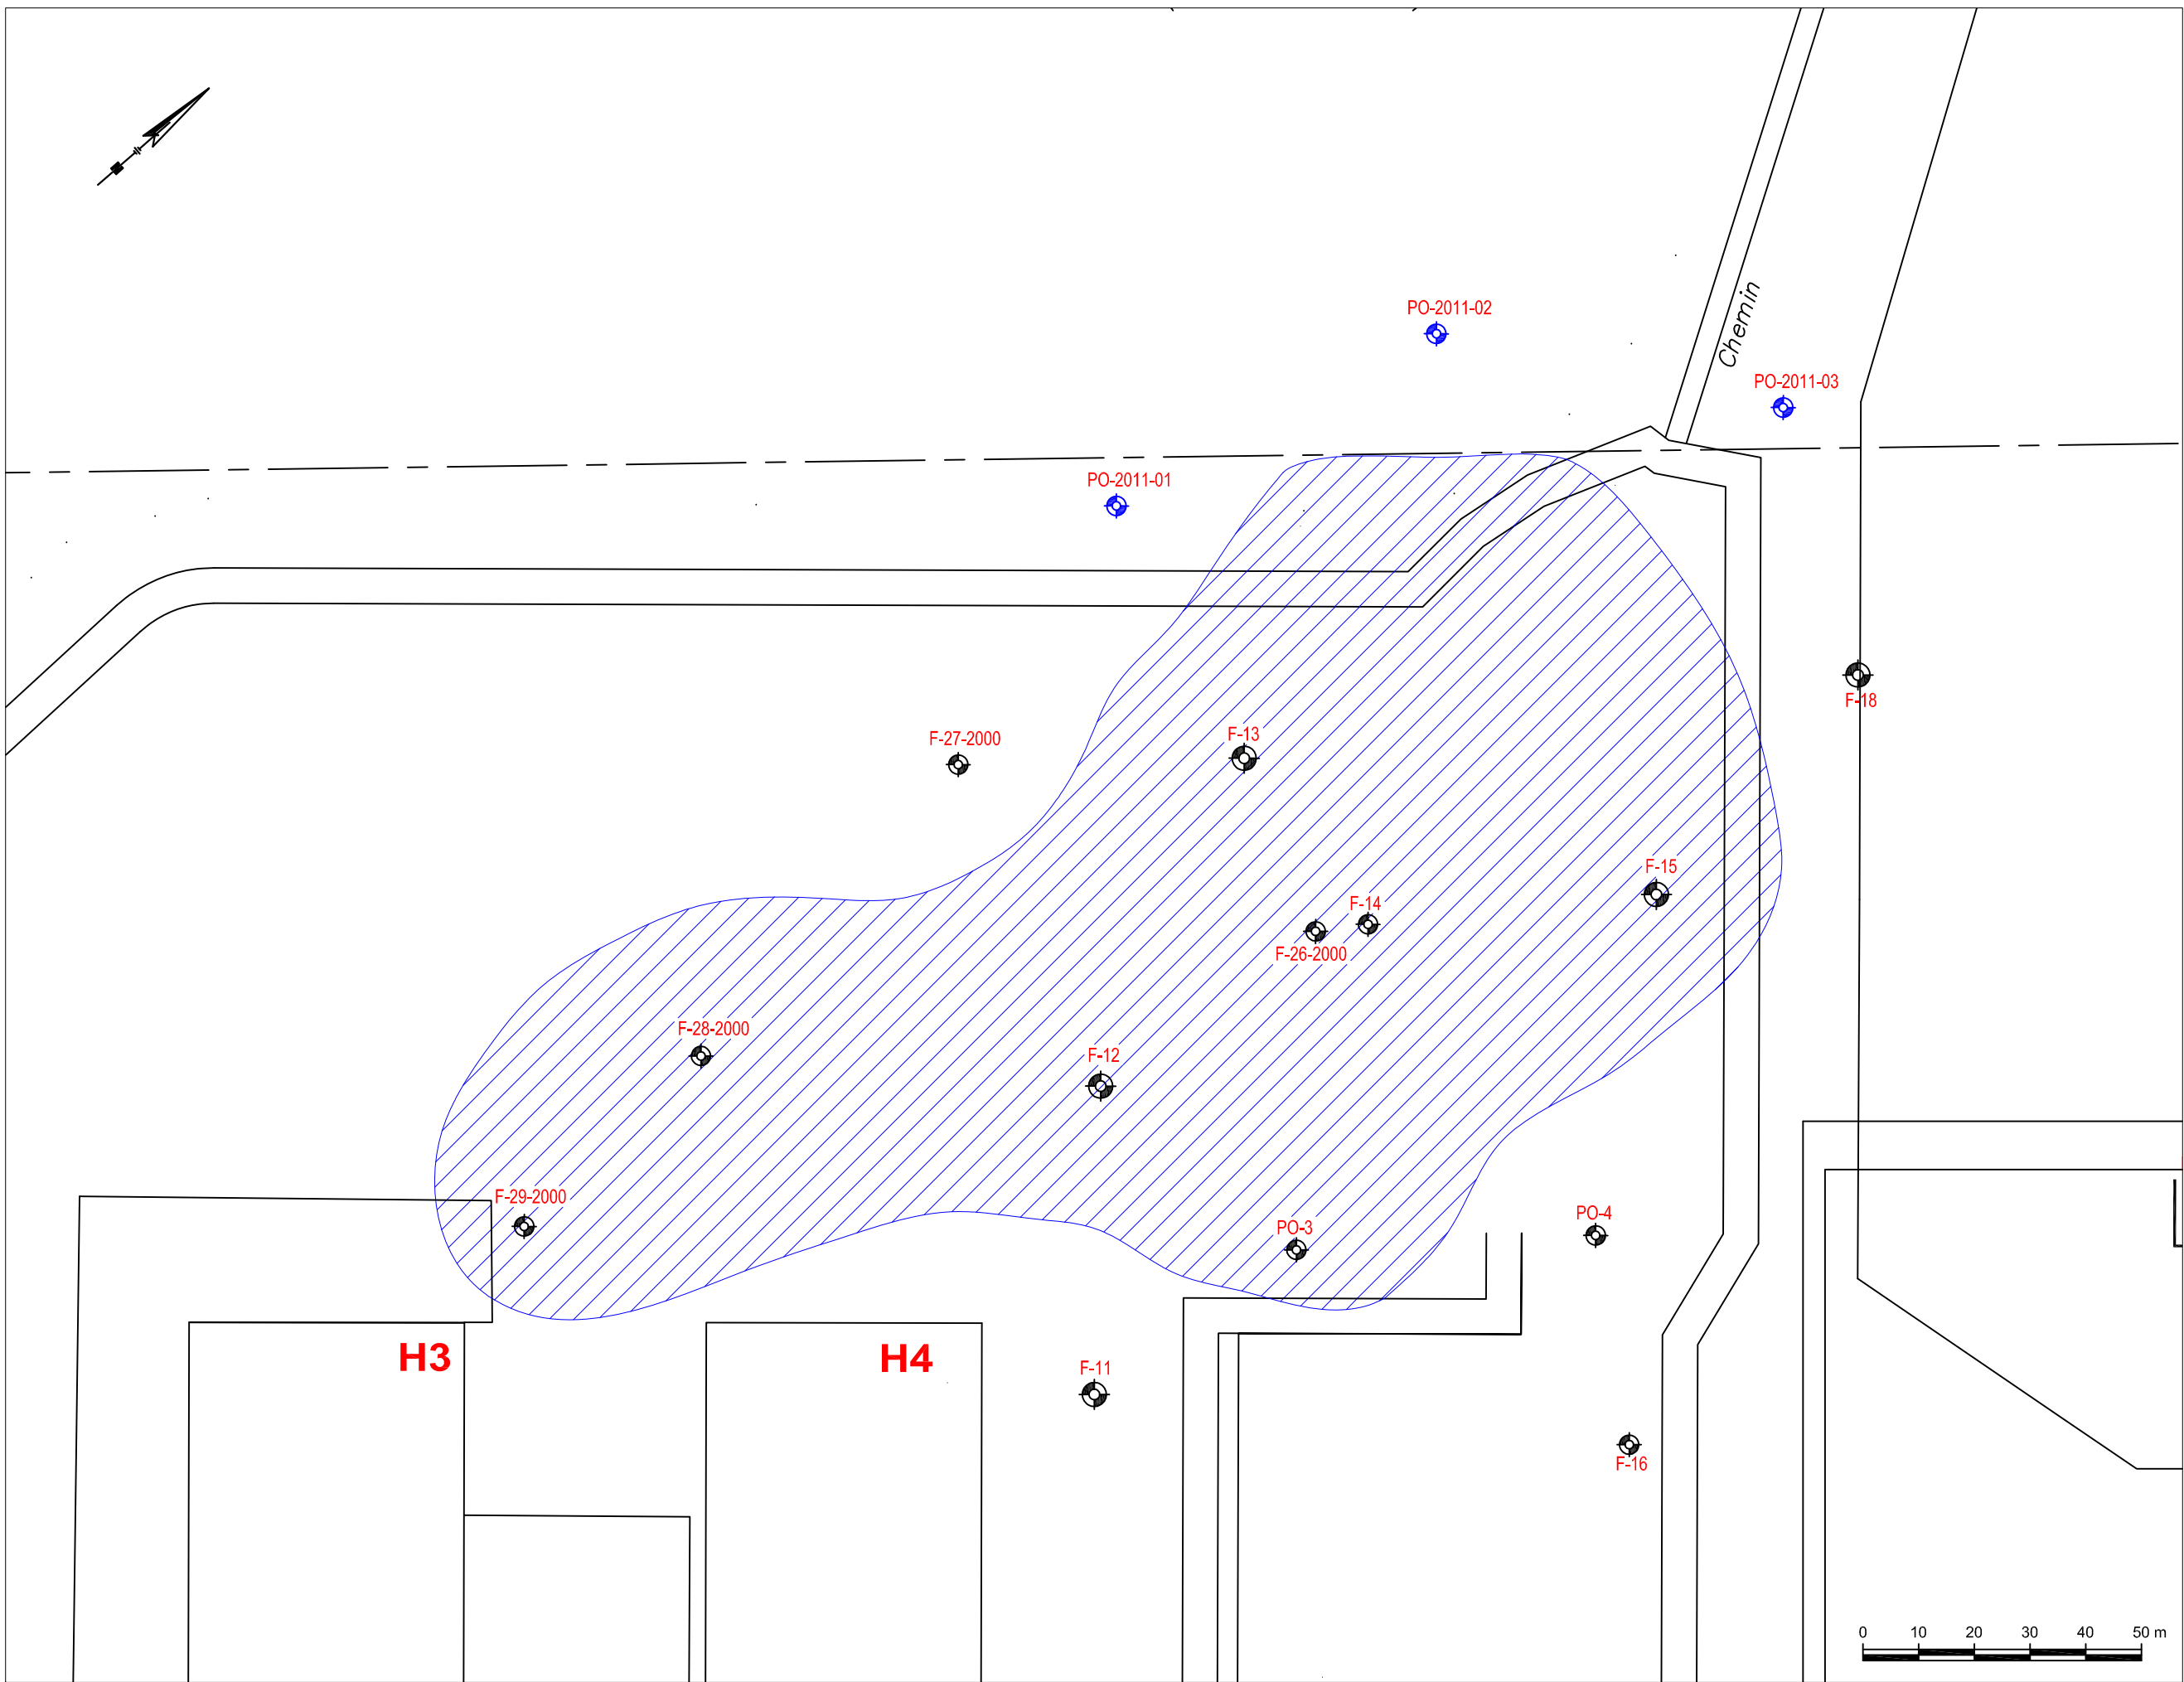 PO-2011-02
Chemin
PO-2011-03
PO-2011-01
F-18
F-27-2000
F-13
F-15
F-14
F-26-2000
F-28-2000
F-12
F-29-2000
PO-3
PO-4
H3
H4
F-11
F-16
0 10 20 30 40 50 m